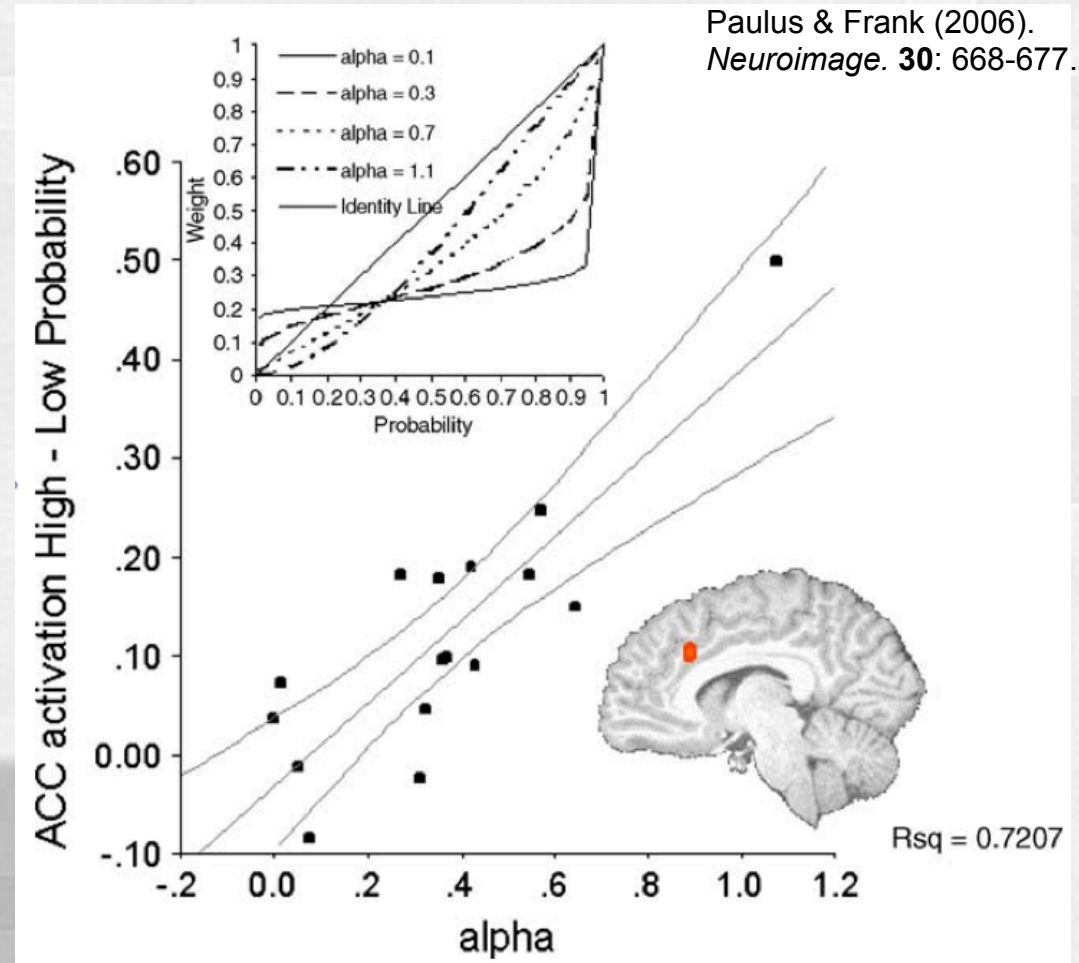 Paulus & Frank (2006).
Neuroimage. 30: 668-677.
1
0.9
0.8
0.7
0.6
0.5
0.4
0.3
0.2
0.1
0
Weight
alpha = 0.1
alpha = 0.3
alpha = 0.7
alpha = 1.1
Identity Line
0 0.1 0.2 0.3 0.4 0.5 0.6 0.7 0.8 0.9 1
Probability
ACC activation High - Low Probability
.60
.50
.40
.30
.20
.10
0.00
-.10
Rsq = 0.7207
-.2 0.0 .2 .4 .6 .8 1.0 1.2
alpha